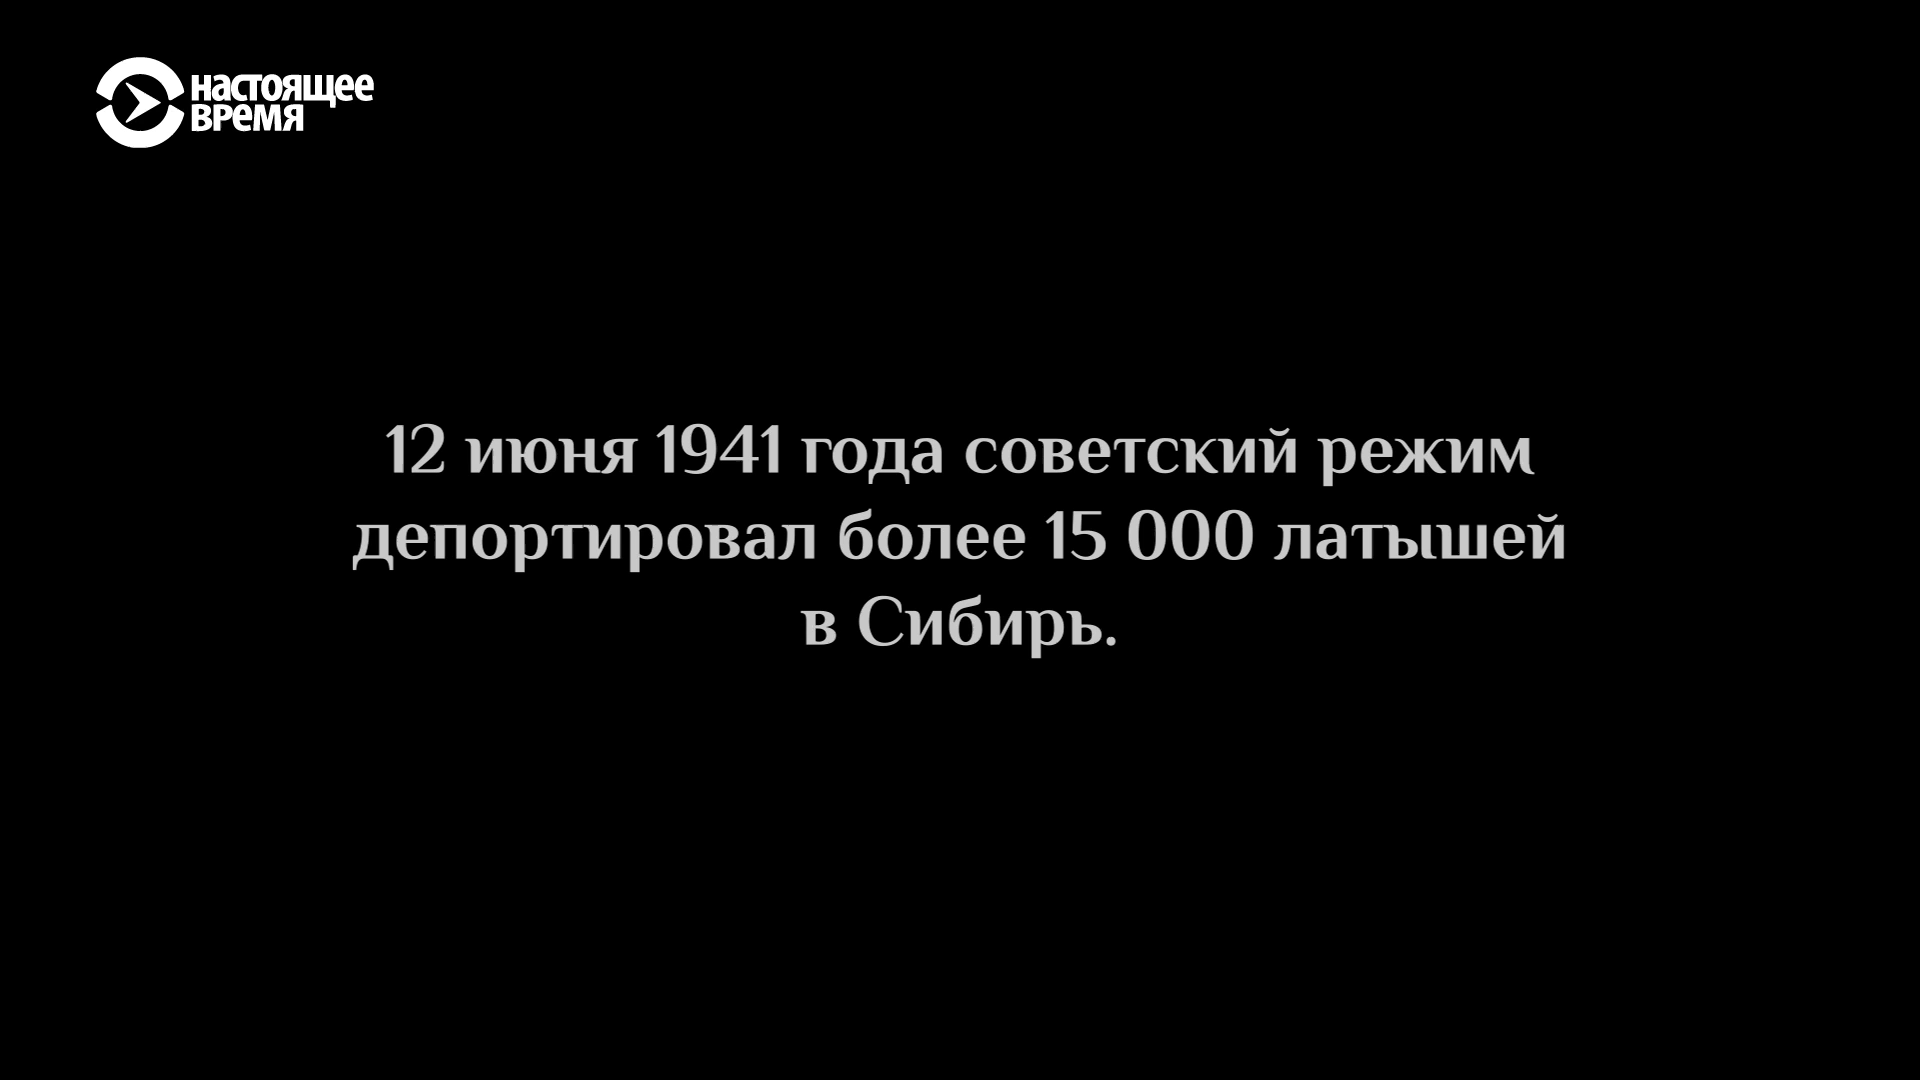 НАСТОЯЩЕЕ
ВРЕМЯ
12 июня 1941 года советский режим
депортировал более 15 000 латышей
в Сибирь.